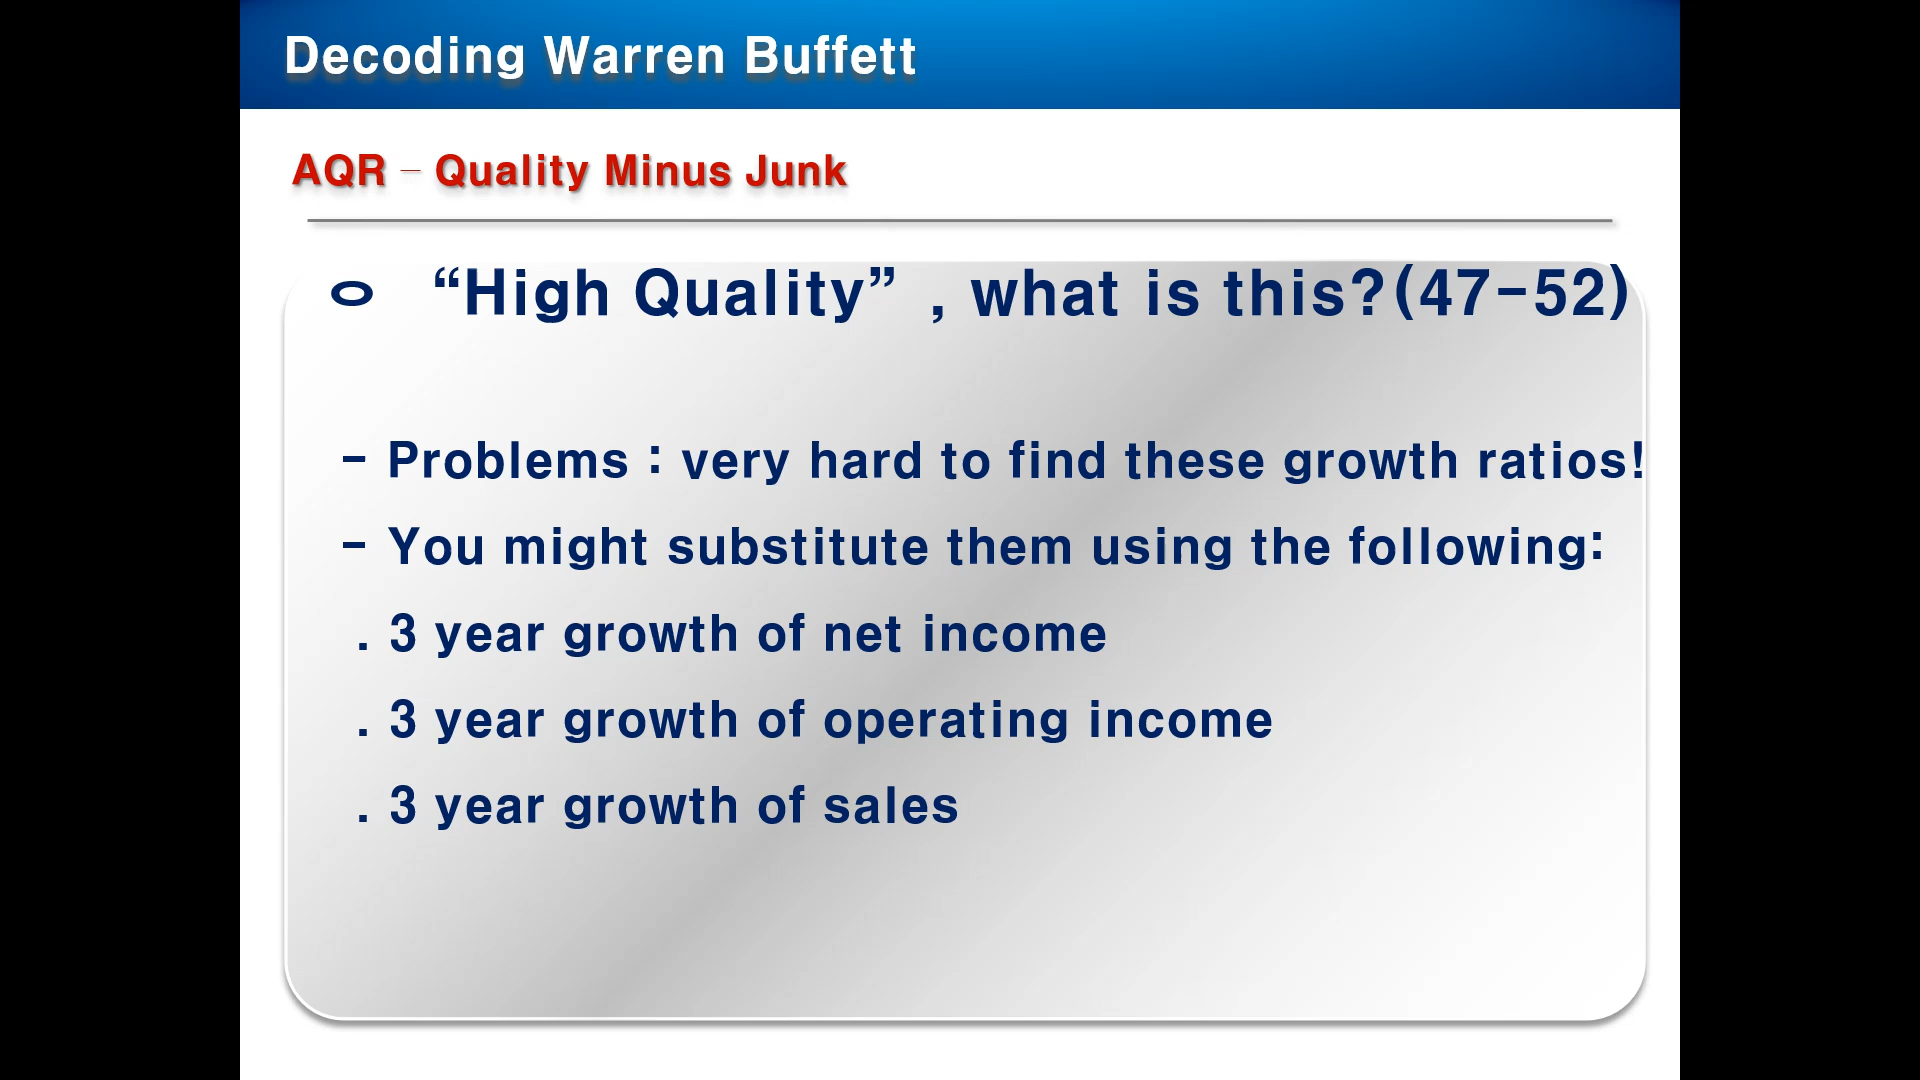 Decoding Warren Buffett
AQR – Quality Minus Junk
o “High Quality” , what is this?(47-52)
- Problems : very hard to find these growth ratios!
- You might substitute them using the following:
. 3 year growth of net income
. 3 year growth of operating income
. 3 year growth of sales